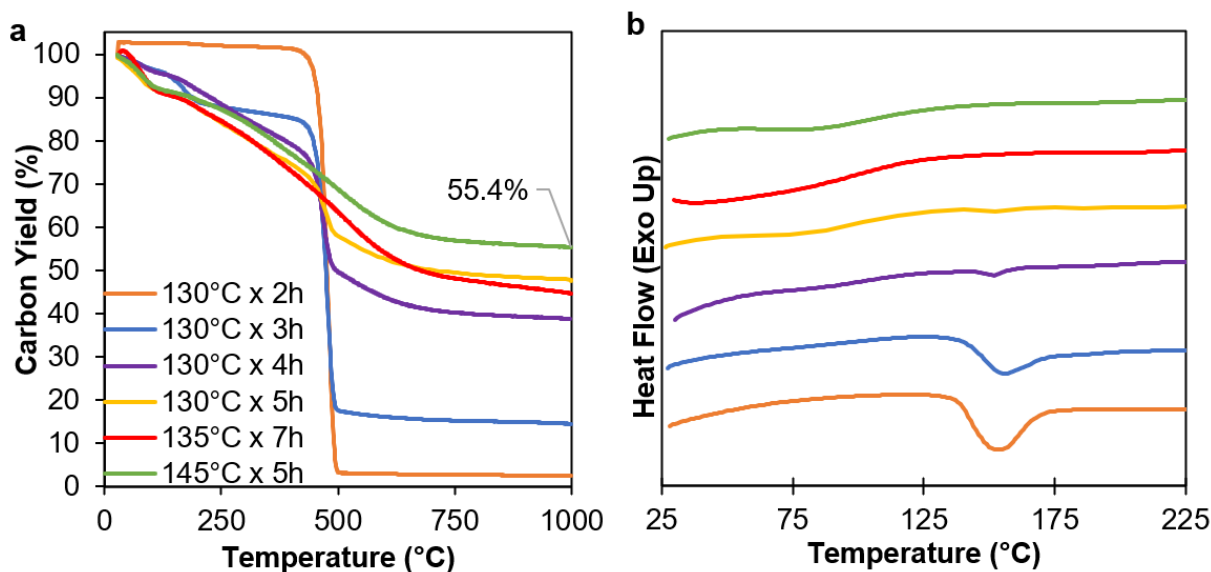 a
Carbon Yield (%)
100
90
80
70
60
50
40
30
20
10
0
55.4%
130°C x 2h
130°C x 3h
130°C x 4h
130°C x 5h
135°C x 7h
145°C x 5h
0 250 500 750 1000
Temperature (°C)
b
Heat Flow (Exo Up)
25 75 125 175 225
Temperature (°C)